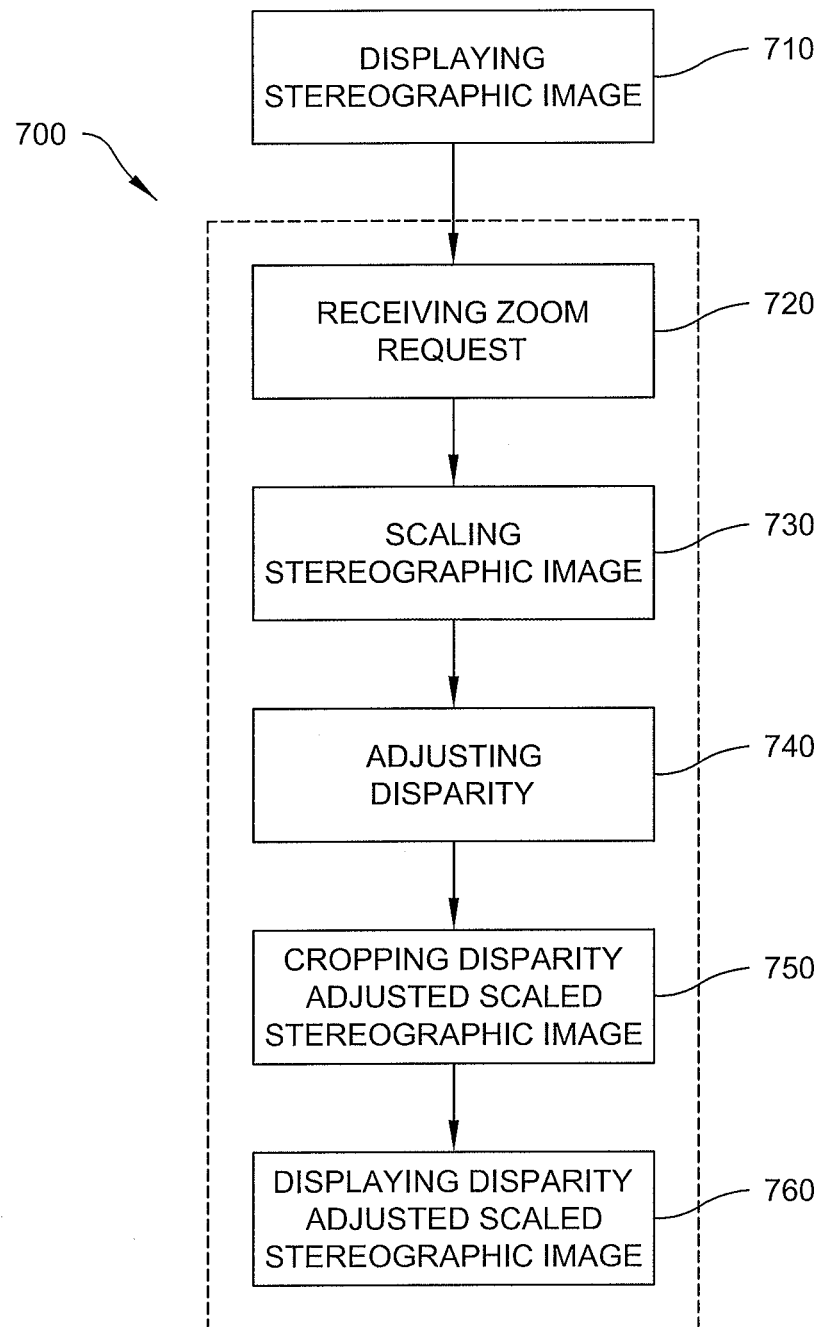 DISPLAYING
STEREOGRAPHIC IMAGE
710
700
RECEIVING ZOOM
REQUEST
720
SCALING
STEREOGRAPHIC IMAGE
730
ADJUSTING
DISPARITY
740
CROPPING DISPARITY
ADJUSTED SCALED
STEREOGRAPHIC IMAGE
750
DISPLAYING DISPARITY
ADJUSTED SCALED
STEREOGRAPHIC IMAGE
760